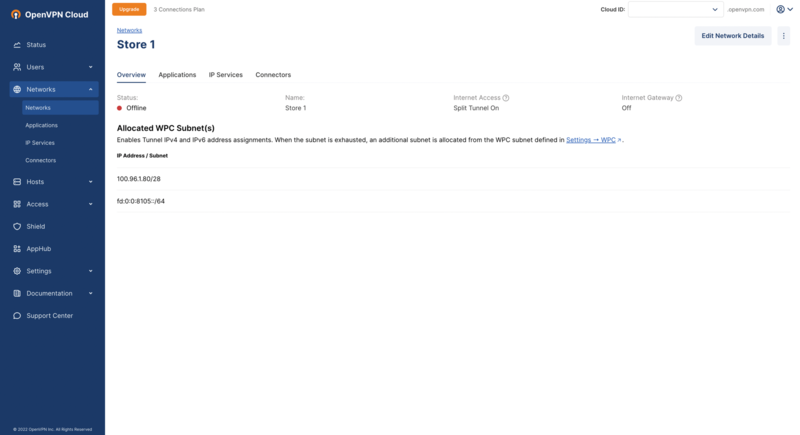 OpenVPN Cloud
Upgrade
3 Connections Plan
Cloud ID:
.openvpn.com
Status
Users
Networks
Networks
Applications
IP Services
Connectors
Hosts
Access
Shield
AppHub
Settings
Documentation
Support Center
© 2022 OpenVPN Inc. All Rights Reserved
Networks
Store 1
Edit Network Details
Overview
Applications
IP Services
Connectors
Status:
Offline
Name:
Store 1
Internet Access
Split Tunnel On
Internet Gateway
Off
Allocated WPC Subnet(s)
Enables Tunnel IPv4 and IPv6 address assignments. When the subnet is exhausted, an additional subnet is allocated from the WPC subnet defined in Settings → WPC.
IP Address / Subnet
100.96.1.80/28
fd:0:0:8105::/64